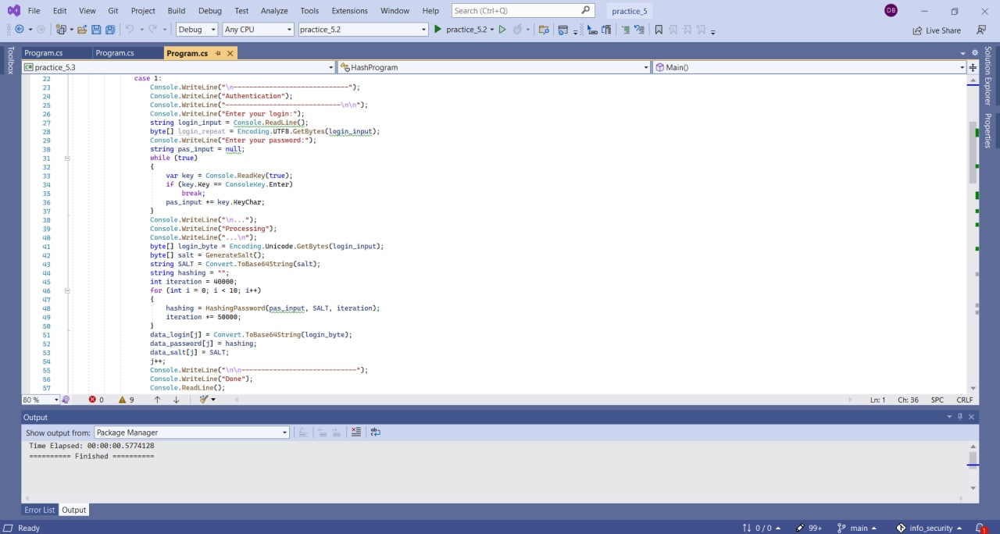 File Edit View Git Project Build Debug Test Analyze Tools Extensions Window Help Search (Ctrl+Q) practice_5 DB
Debug Any CPU practice_5.2 practice_5.2 Live Share
Toolbox
Program.cs Program.cs Program.cs
practice_5.3 HashProgram Main()
22 case 1:
23 Console.WriteLine("\n-----------------------------");
24 Console.WriteLine("Authentication");
25 Console.WriteLine("-----------------------------\n\n");
26 Console.WriteLine("Enter your login:");
27 string login_input = Console.ReadLine();
28 byte[] login_repeat = Encoding.UTF8.GetBytes(login_input);
29 Console.WriteLine("Enter your password:");
30 string pas_input = null;
31 while (true)
32 {
33 var key = Console.ReadKey(true);
34 if (key.Key == ConsoleKey.Enter)
35 break;
36 pas_input += key.KeyChar;
37 }
38 Console.WriteLine("\n...");
39 Console.WriteLine("Processing");
40 Console.WriteLine("...\n");
41 byte[] login_byte = Encoding.Unicode.GetBytes(login_input);
42 byte[] salt = GenerateSalt();
43 string SALT = Convert.ToBase64String(salt);
44 string hashing = "";
45 int iteration = 40000;
46 for (int i = 0; i < 10; i++)
47 {
48 hashing = HashingPassword(pas_input, SALT, iteration);
49 iteration += 50000;
50 }
51 data_login[j] = Convert.ToBase64String(login_byte);
52 data_password[j] = hashing;
53 data_salt[j] = SALT;
54 j++;
55 Console.WriteLine("\n\n-----------------------------");
56 Console.WriteLine("Done");
57 Console.ReadLine();
80 % 0 9 Ln: 1 Ch: 36 SPC CRLF
Solution Explorer
Properties
Output
Show output from: Package Manager
Time Elapsed: 00:00:00.5774128
========== Finished ==========
Error List Output
Ready 0 / 0 99+ main info_security 1